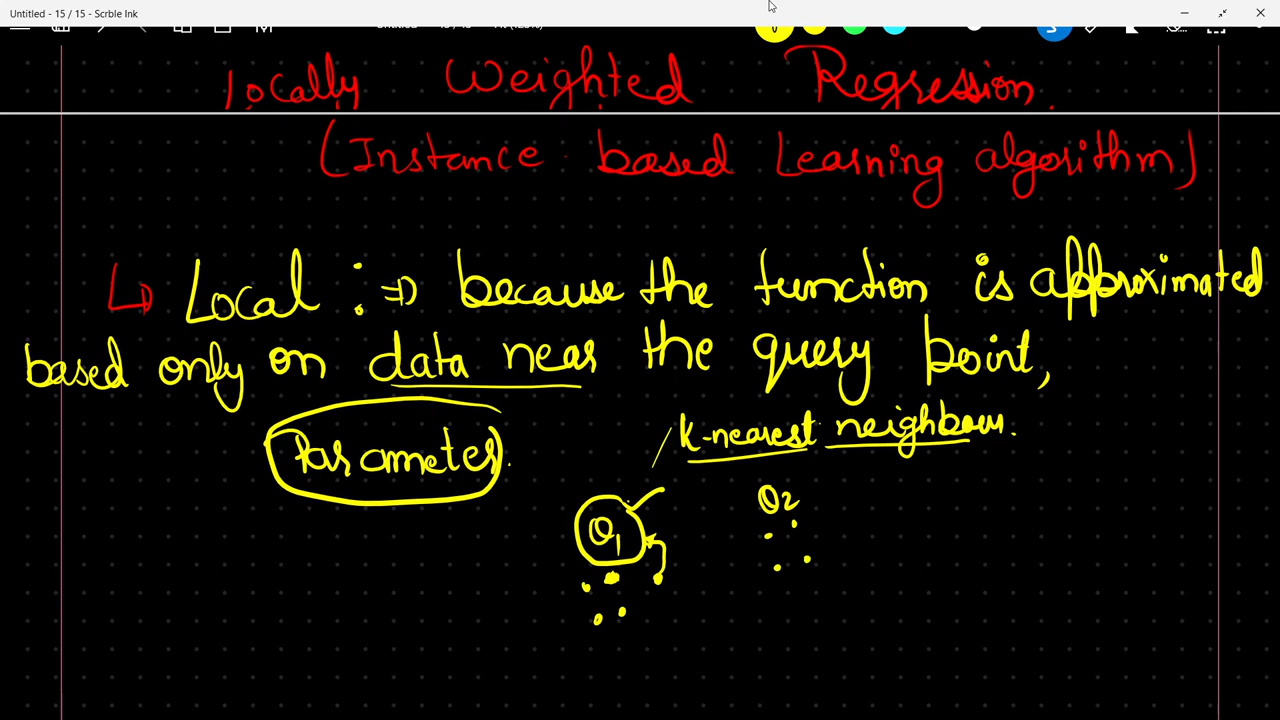 Untitled - 15 / 15 - Scrble Ink
Locally Weighted Regression.
(Instance based Learning algorithm)
Local :⇒ because the function is approximated
based only on data near the query point,
k-nearest neighbour.
Parameter.
θ1 θ2